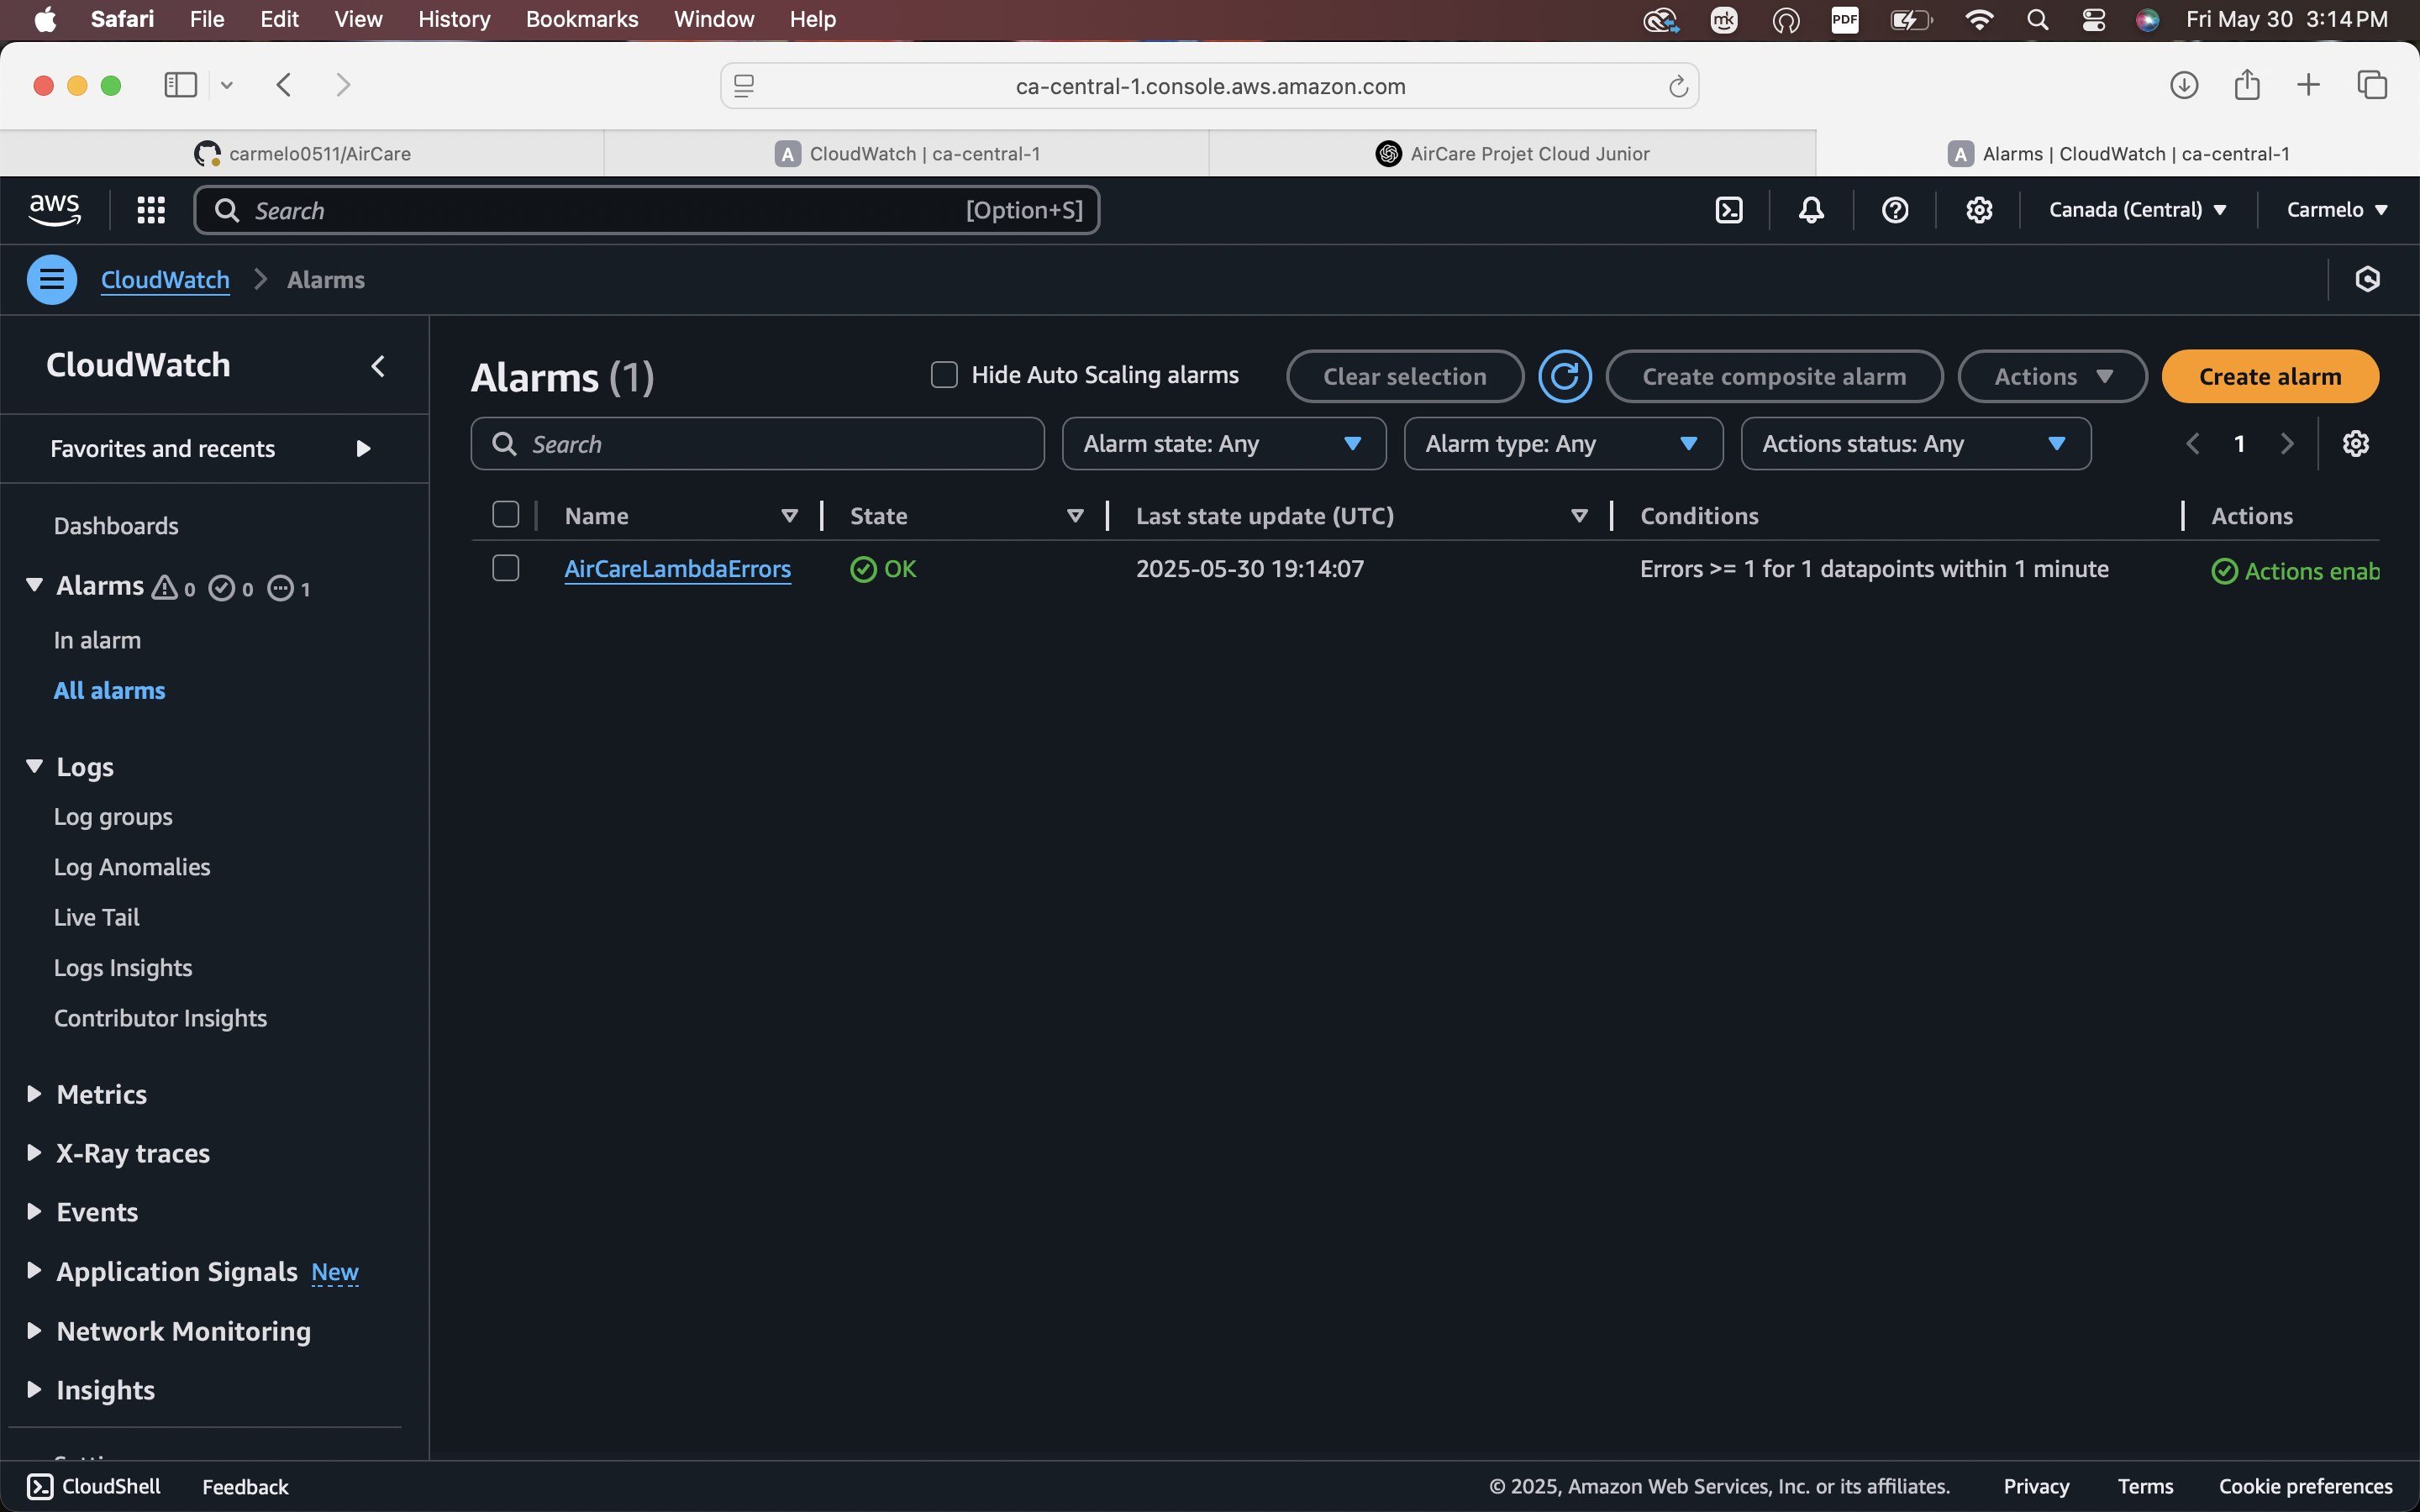 Safari File Edit View History Bookmarks Window Help mk PDF Fri May 30 3:14 PM
ca-central-1.console.aws.amazon.com
carmelo0511/AirCare A CloudWatch | ca-central-1 AirCare Projet Cloud Junior A Alarms | CloudWatch | ca-central-1
aws Search [Option+S] Canada (Central) Carmelo
CloudWatch Alarms
CloudWatch
Favorites and recents
Dashboards
Alarms 0 0 1
In alarm
All alarms
Logs
Log groups
Log Anomalies
Live Tail
Logs Insights
Contributor Insights
Metrics
X-Ray traces
Events
Application Signals New
Network Monitoring
Insights
Alarms (1) Hide Auto Scaling alarms Clear selection Create composite alarm Actions Create alarm
Search Alarm state: Any Alarm type: Any Actions status: Any 1
Name State Last state update (UTC) Conditions Actions
AirCareLambdaErrors OK 2025-05-30 19:14:07 Errors >= 1 for 1 datapoints within 1 minute Actions enab
CloudShell Feedback © 2025, Amazon Web Services, Inc. or its affiliates. Privacy Terms Cookie preferences